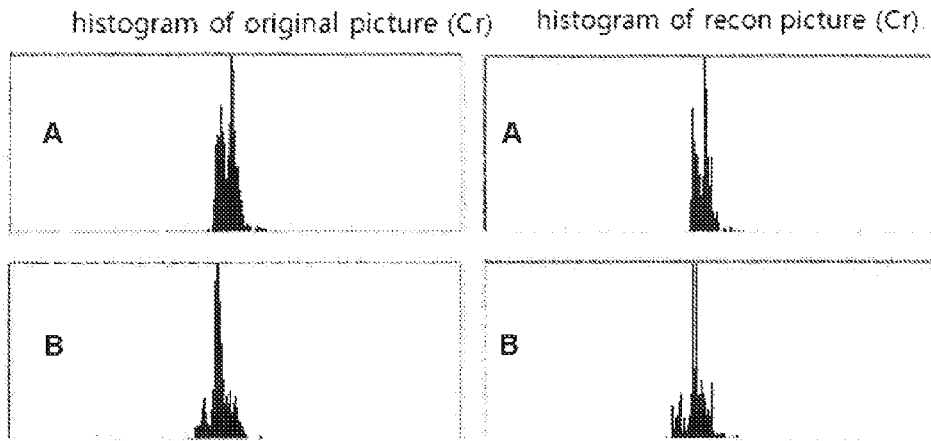 histogram of original picture (Cr)
histogram of recon picture (Cr)
A
A
B
B